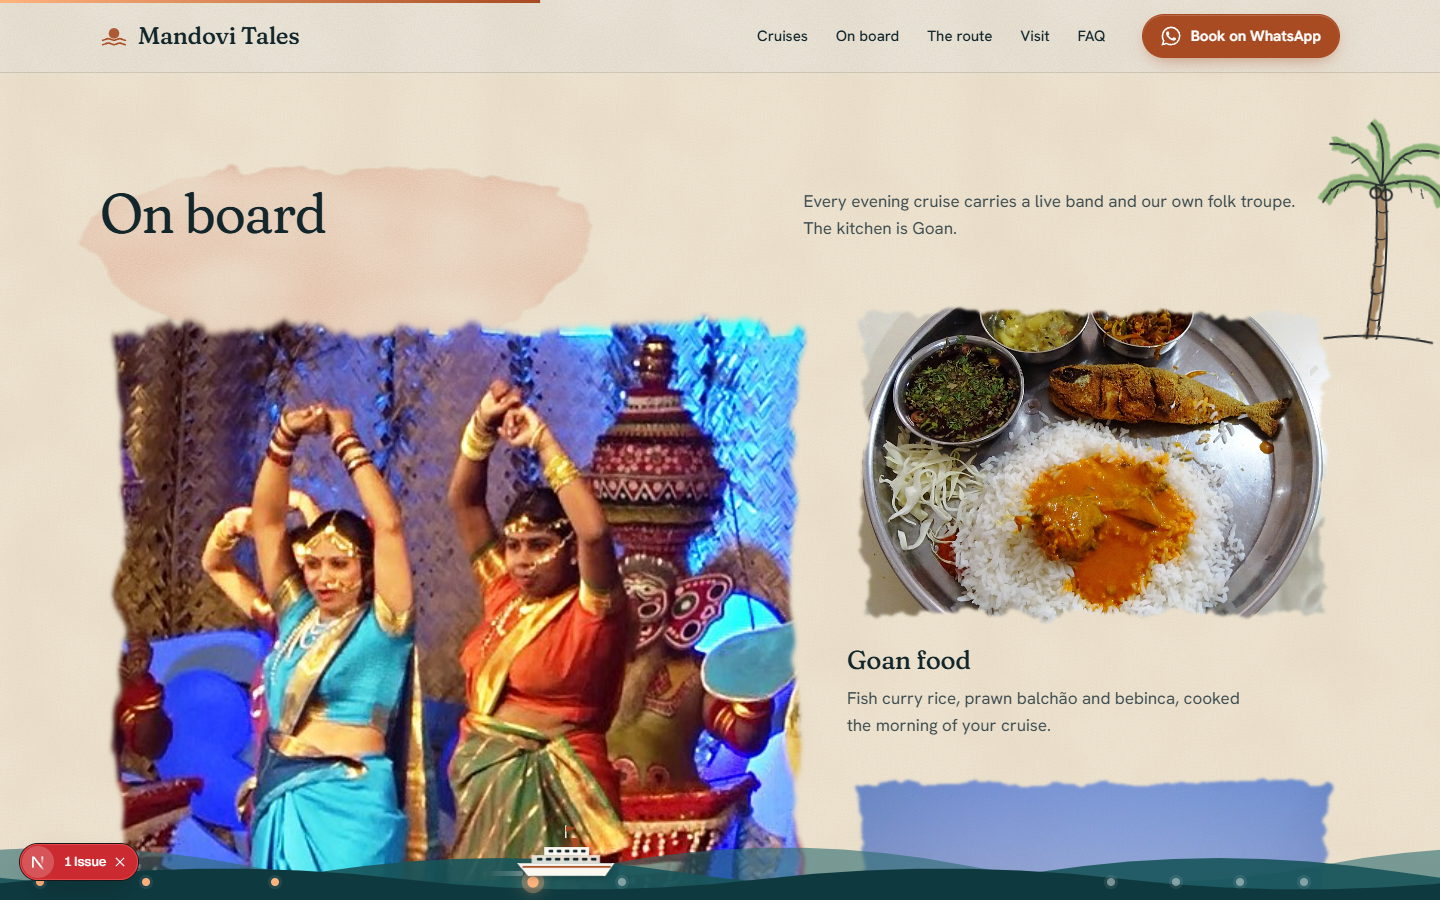 Mandovi Tales
Cruises
On board
The route
Visit
FAQ
Book on WhatsApp
On board
Every evening cruise carries a live band and our own folk troupe.
The kitchen is Goan.
Goan food
Fish curry rice, prawn balchão and bebinca, cooked
the morning of your cruise.
N
1 Issue